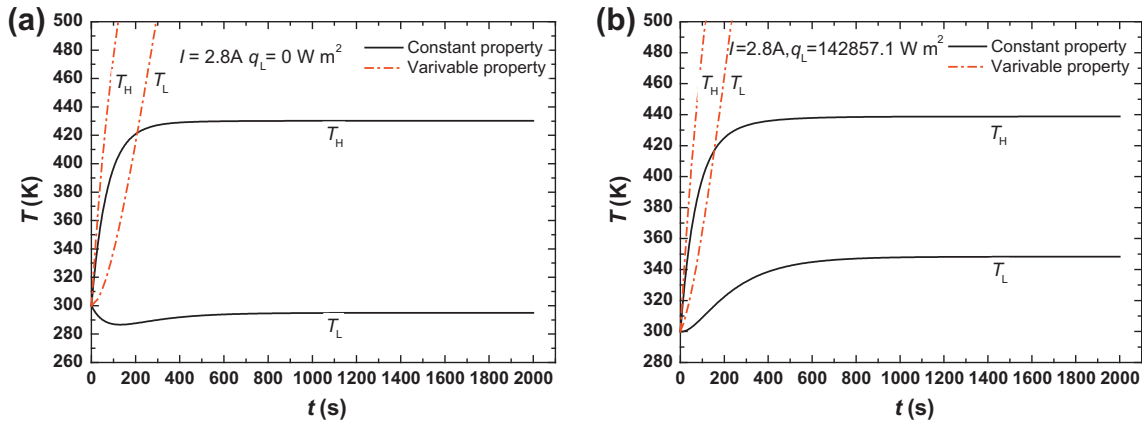 (a)
I = 2.8A qL= 0 W m²
Constant property
Varivable property
TH
TL
TH
TL
500
480
460
440
420
400
380
360
340
320
300
280
260
T (K)
0 200 400 600 800 1000 1200 1400 1600 1800 2000
t (s)
(b)
I=2.8A,qL=142857.1 W m²
Constant property
Varivable property
TH
TL
TH
TL
500
480
460
440
420
400
380
360
340
320
300
280
T (K)
0 200 400 600 800 1000 1200 1400 1600 1800 2000
t (s)